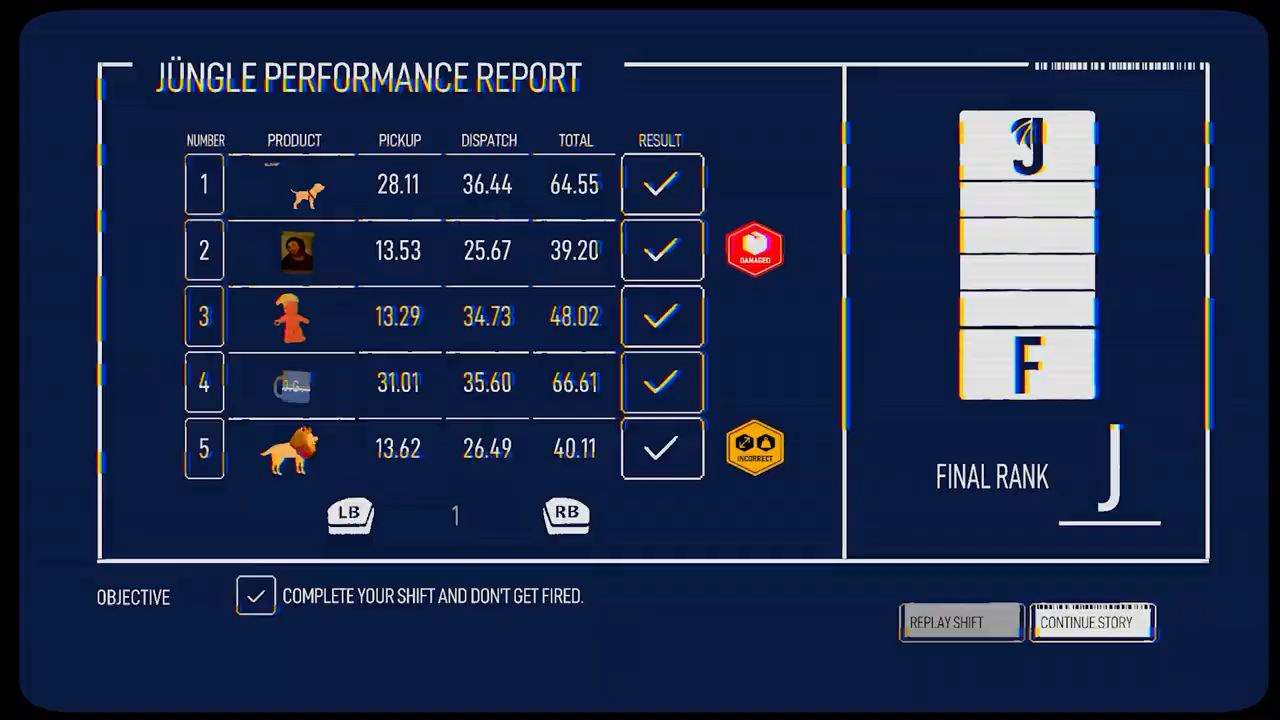 JÜNGLE PERFORMANCE REPORT
NUMBER PRODUCT PICKUP DISPATCH TOTAL RESULT
1 28.11 36.44 64.55
2 13.53 25.67 39.20 DAMAGED
3 13.29 34.73 48.02
4 31.01 35.60 66.61
5 13.62 26.49 40.11 INCORRECT
LB 1 RB
J
F
FINAL RANK J
OBJECTIVE COMPLETE YOUR SHIFT AND DON'T GET FIRED.
REPLAY SHIFT CONTINUE STORY